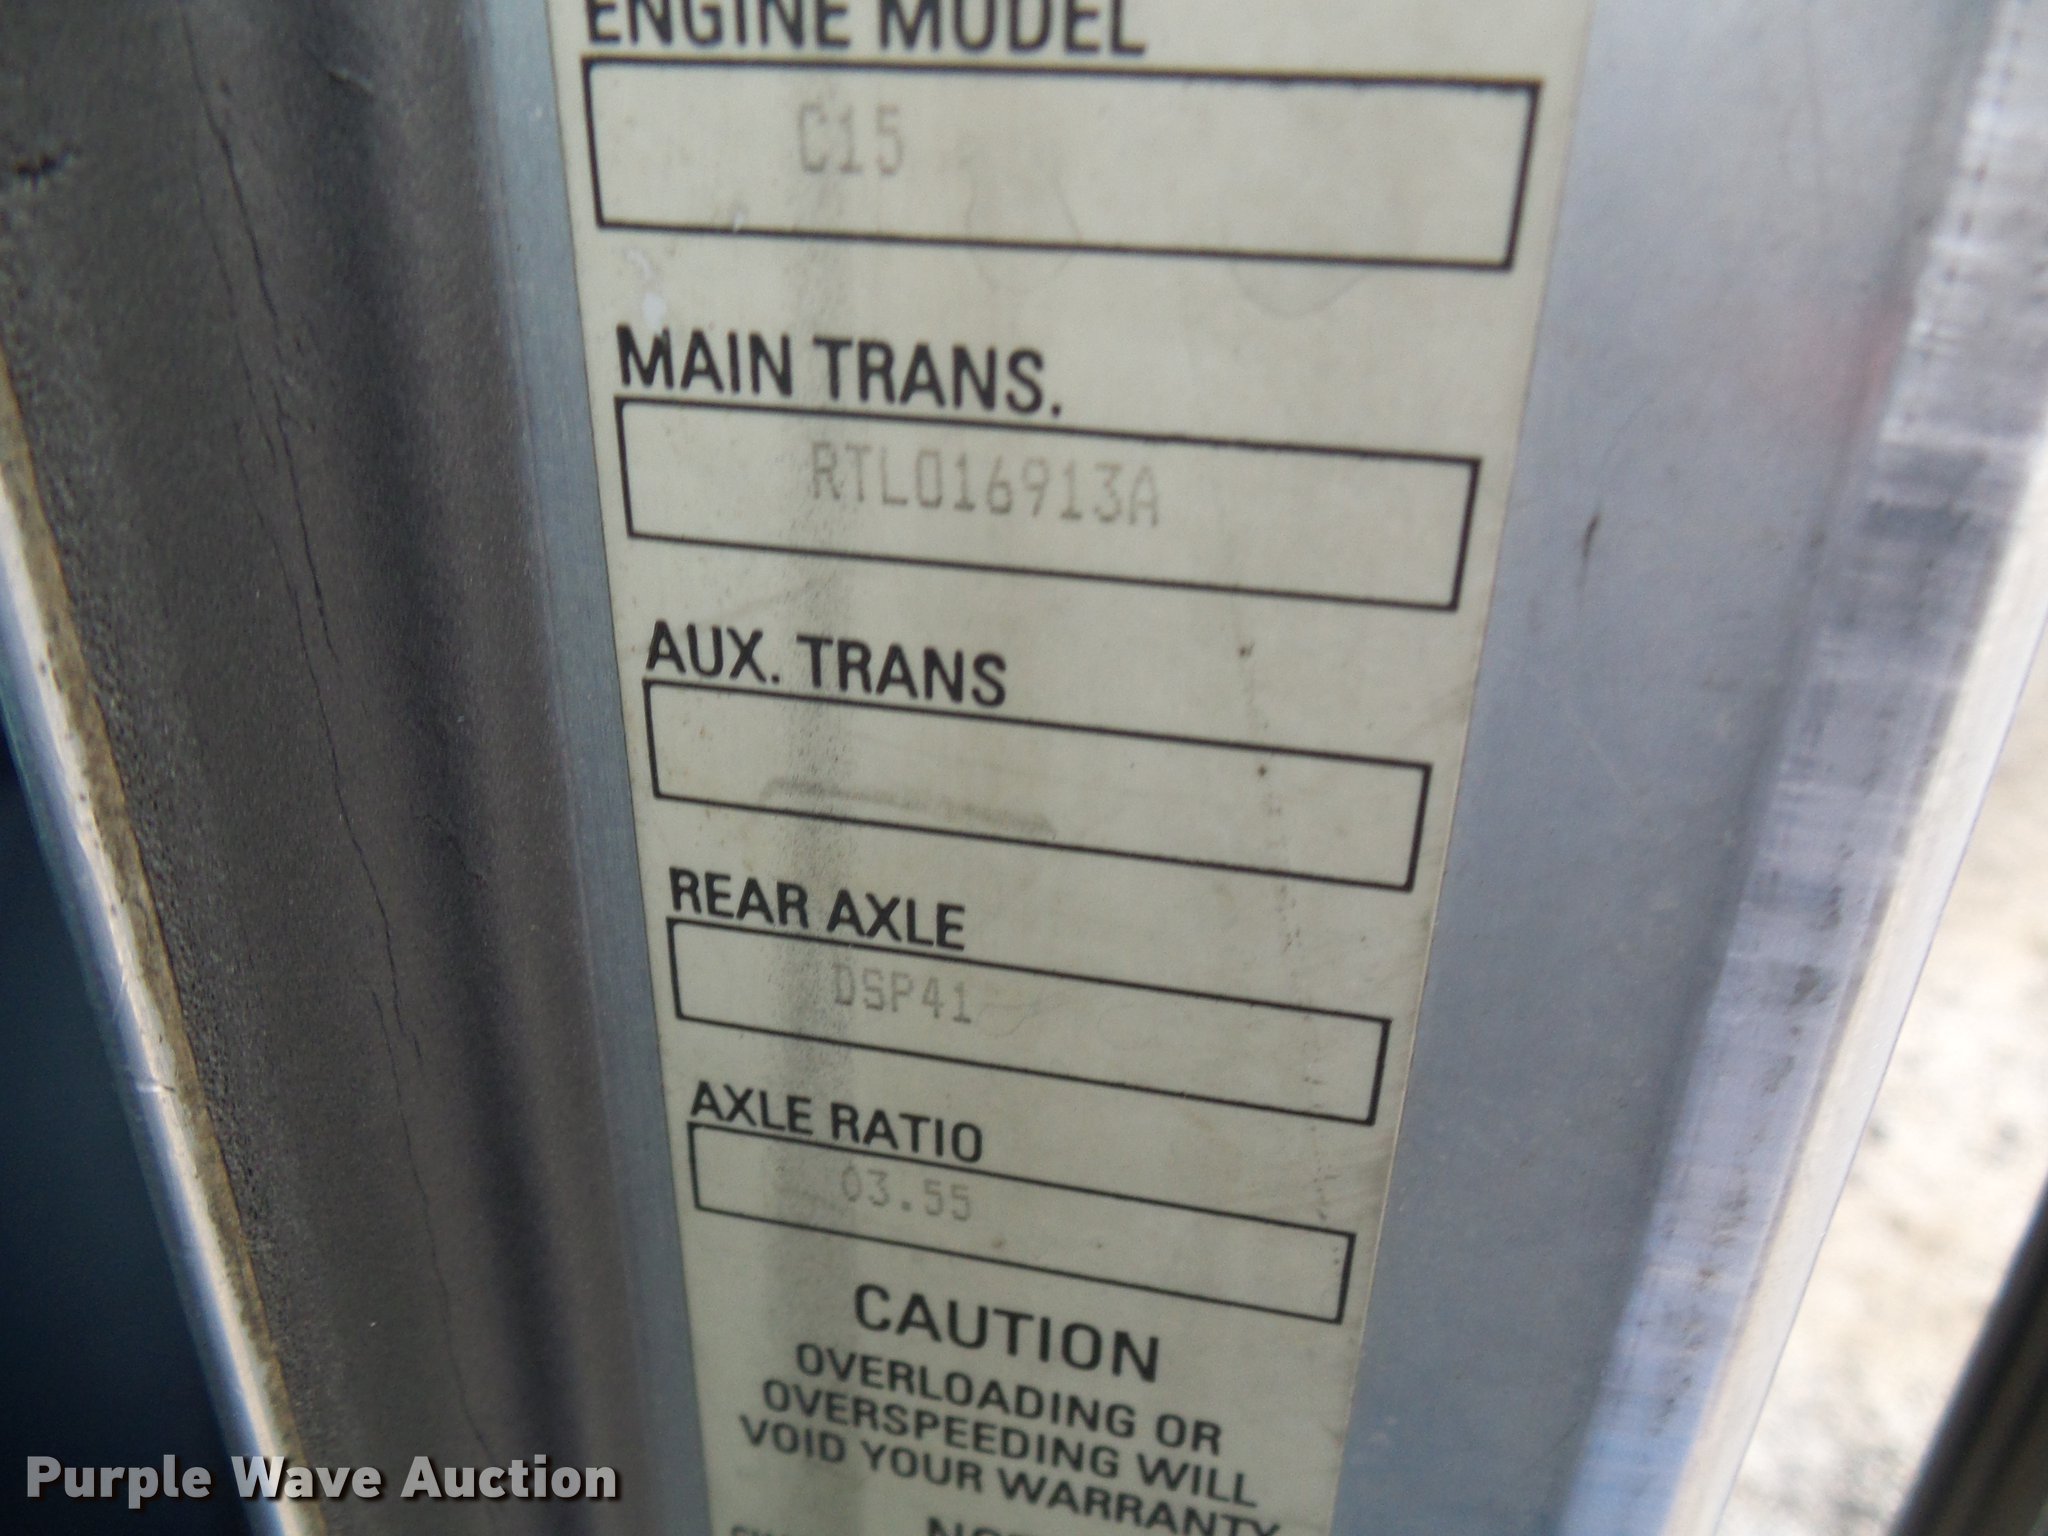 ENGINE MODEL
C15
MAIN TRANS.
RTLO16913A
AUX. TRANS
REAR AXLE
DSP41
AXLE RATIO
03.55
CAUTION
OVERLOADING OR
OVERSPEEDING WILL
VOID YOUR WARRANTY
Purple Wave Auction